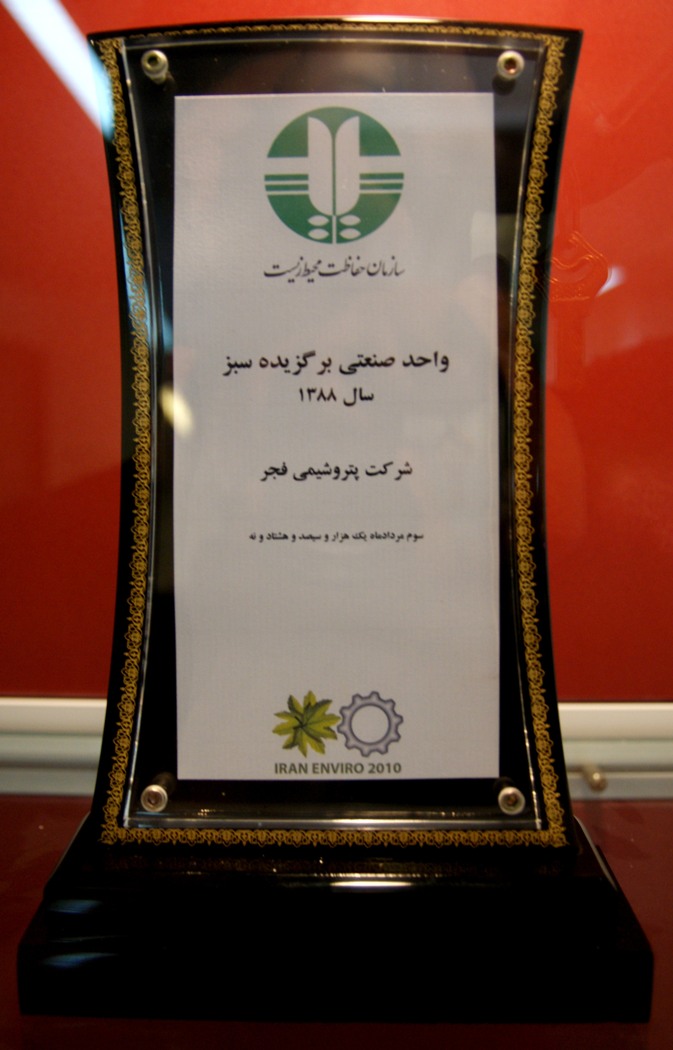 سازمان حفاظت محیط زیست
واحد صنعتی برگزیده سبز
سال ۱۳۸۸
شرکت پتروشیمی فجر
سوم مردادماه یک هزار و سیصد و هشتاد و نه
IRAN ENVIRO 2010